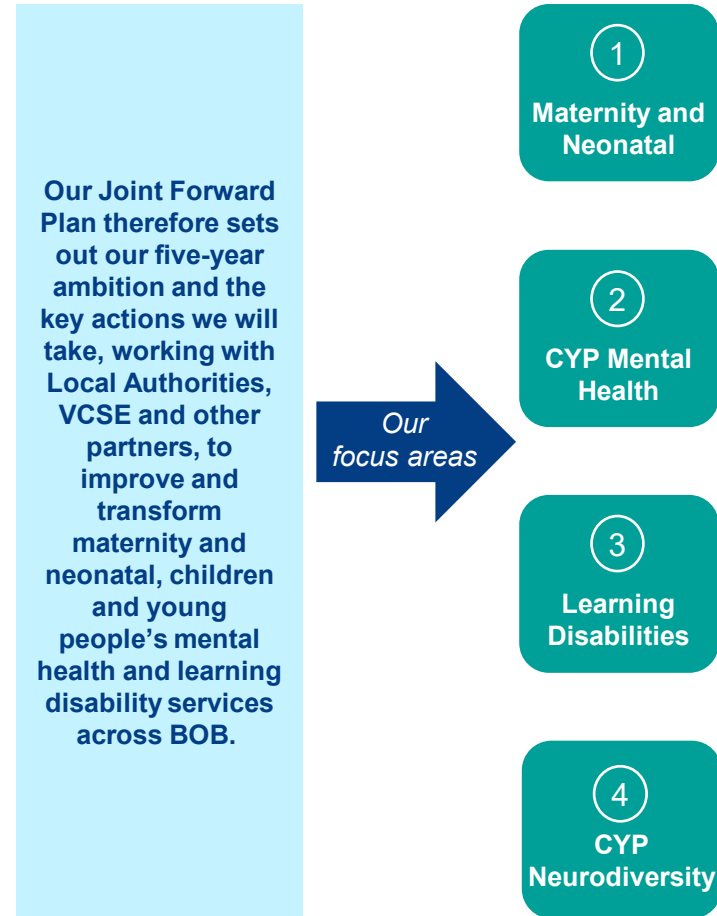 Our Joint Forward
Plan therefore sets
out our five-year
ambition and the
key actions we will
take, working with
Local Authorities,
VCSE and other
partners, to
improve and
transform
maternity and
neonatal, children
and young
people’s mental
health and learning
disability services
across BOB.
Our
focus areas
1
Maternity and
Neonatal
2
CYP Mental
Health
3
Learning
Disabilities
4
CYP
Neurodiversity